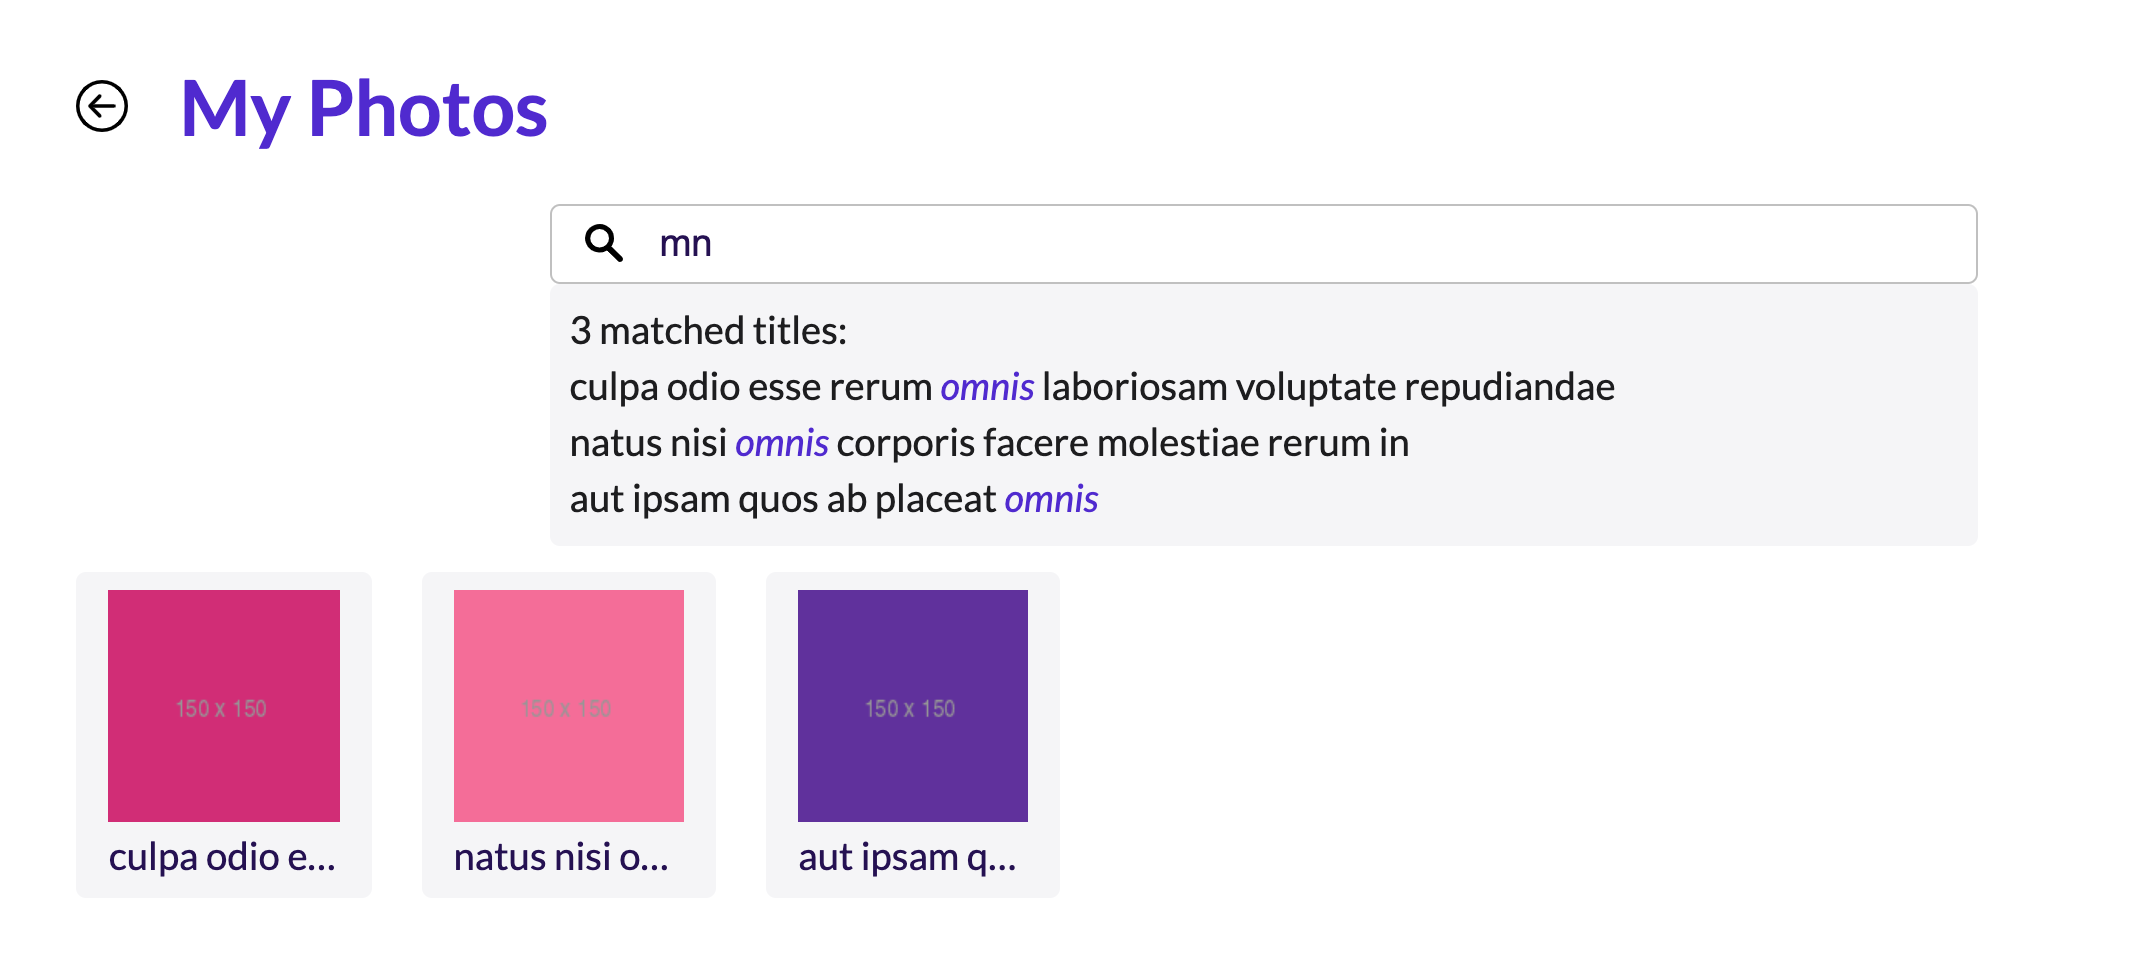 My Photos
mn
3 matched titles:
culpa odio esse rerum omnis laboriosam voluptate repudiandae
natus nisi omnis corporis facere molestiae rerum in
aut ipsam quos ab placeat omnis
150 x 150
150 x 150
150 x 150
culpa odio e...
natus nisi o...
aut ipsam q...